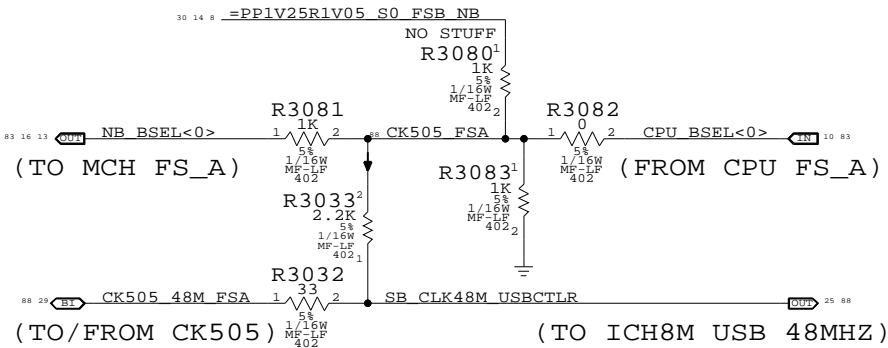 30 14 8 =PP1V25R1V05_S0_FSB_NB
NO STUFF
R3080 1
1K
5%
1/16W
MF-LF
402 2
R3081
1K
1 2
5%
1/16W
MF-LF
402
R3082
0
1 2
5%
1/16W
MF-LF
402
83 16 13 OUT NB_BSEL<0>
88 CK505_FSA
CPU_BSEL<0> IN 10 83
(TO MCH FS_A)
(FROM CPU FS_A)
R3083 1
1K
5%
1/16W
MF-LF
402 2
R3033 2
2.2K
5%
1/16W
MF-LF
402 1
R3032
33
1 2
5%
1/16W
MF-LF
402
88 29 BI CK505_48M_FSA
SB_CLK48M_USBCTLR OUT 25 88
(TO/FROM CK505)
(TO ICH8M USB 48MHZ)